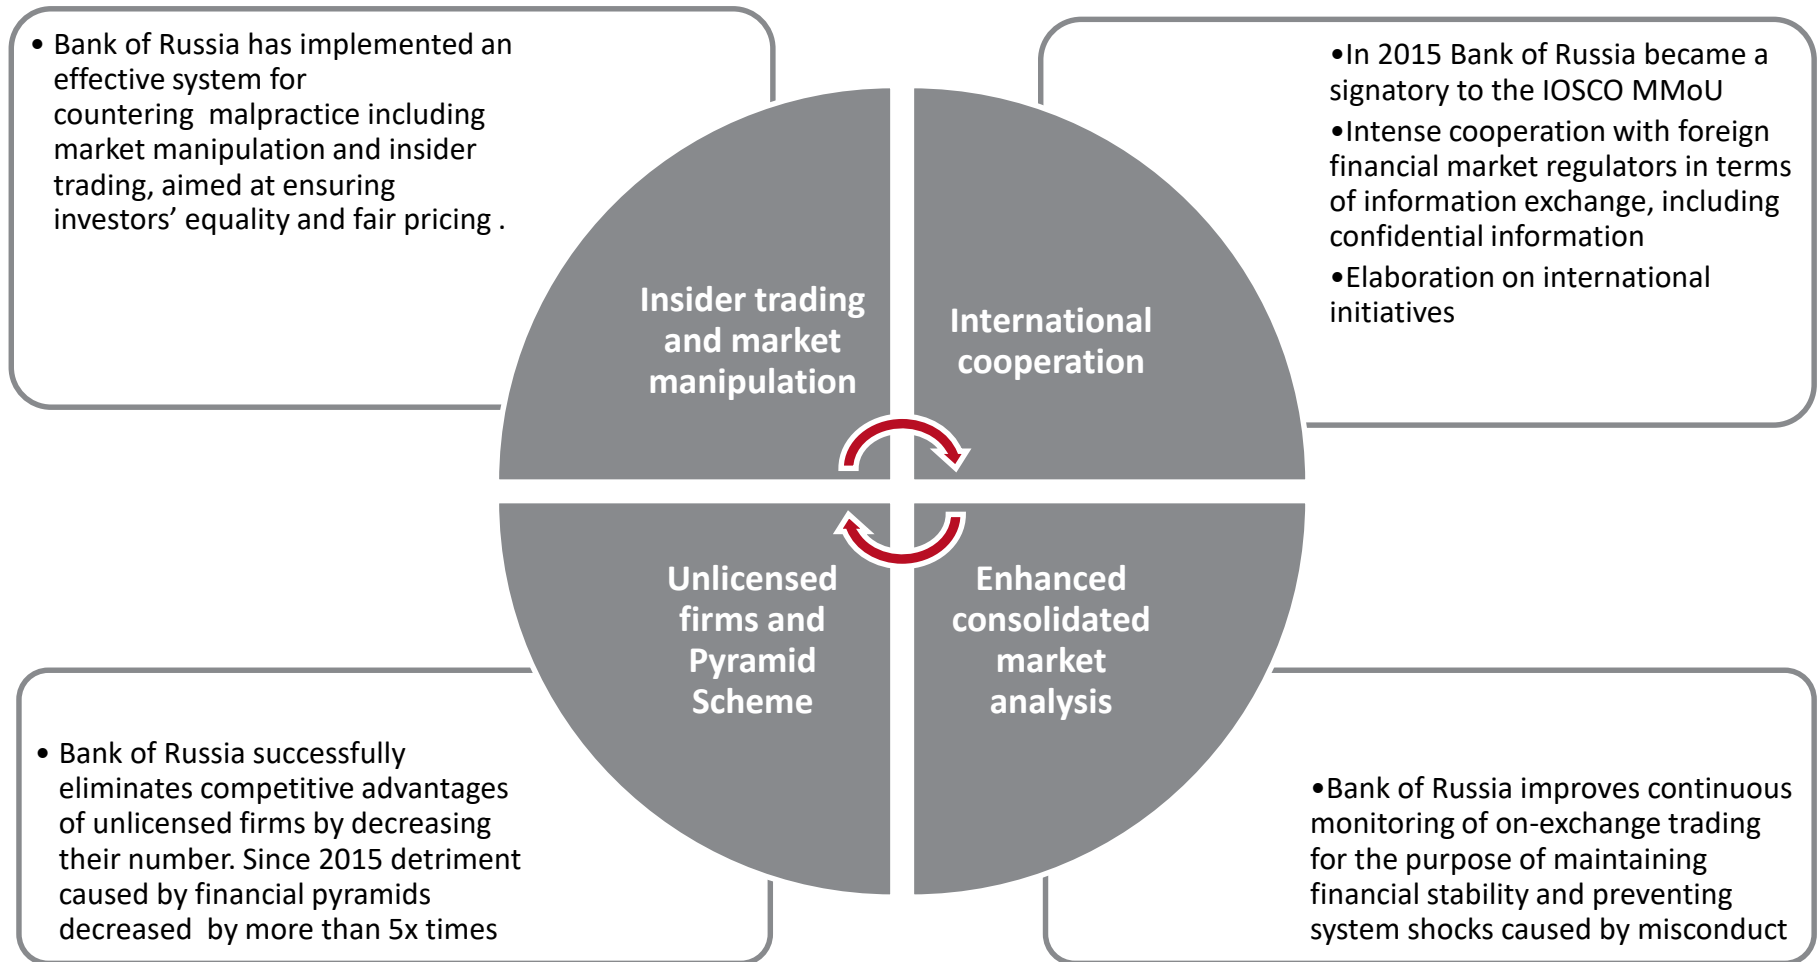 • Bank of Russia has implemented an
effective system for
countering  malpractice including
market manipulation and insider
trading, aimed at ensuring
investors’ equality and fair pricing .
•In 2015 Bank of Russia became a
signatory to the IOSCO MMoU
•Intense cooperation with foreign
financial market regulators in terms
of information exchange, including
confidential information
•Elaboration on international
initiatives
Insider trading
and market
manipulation
International
cooperation
Unlicensed
firms and
Pyramid
Scheme
Enhanced
consolidated
market
analysis
• Bank of Russia successfully
eliminates competitive advantages
of unlicensed firms by decreasing
their number. Since 2015 detriment
caused by financial pyramids
decreased  by more than 5x times
•Bank of Russia improves continuous
monitoring of on-exchange trading
for the purpose of maintaining
financial stability and preventing
system shocks caused by misconduct